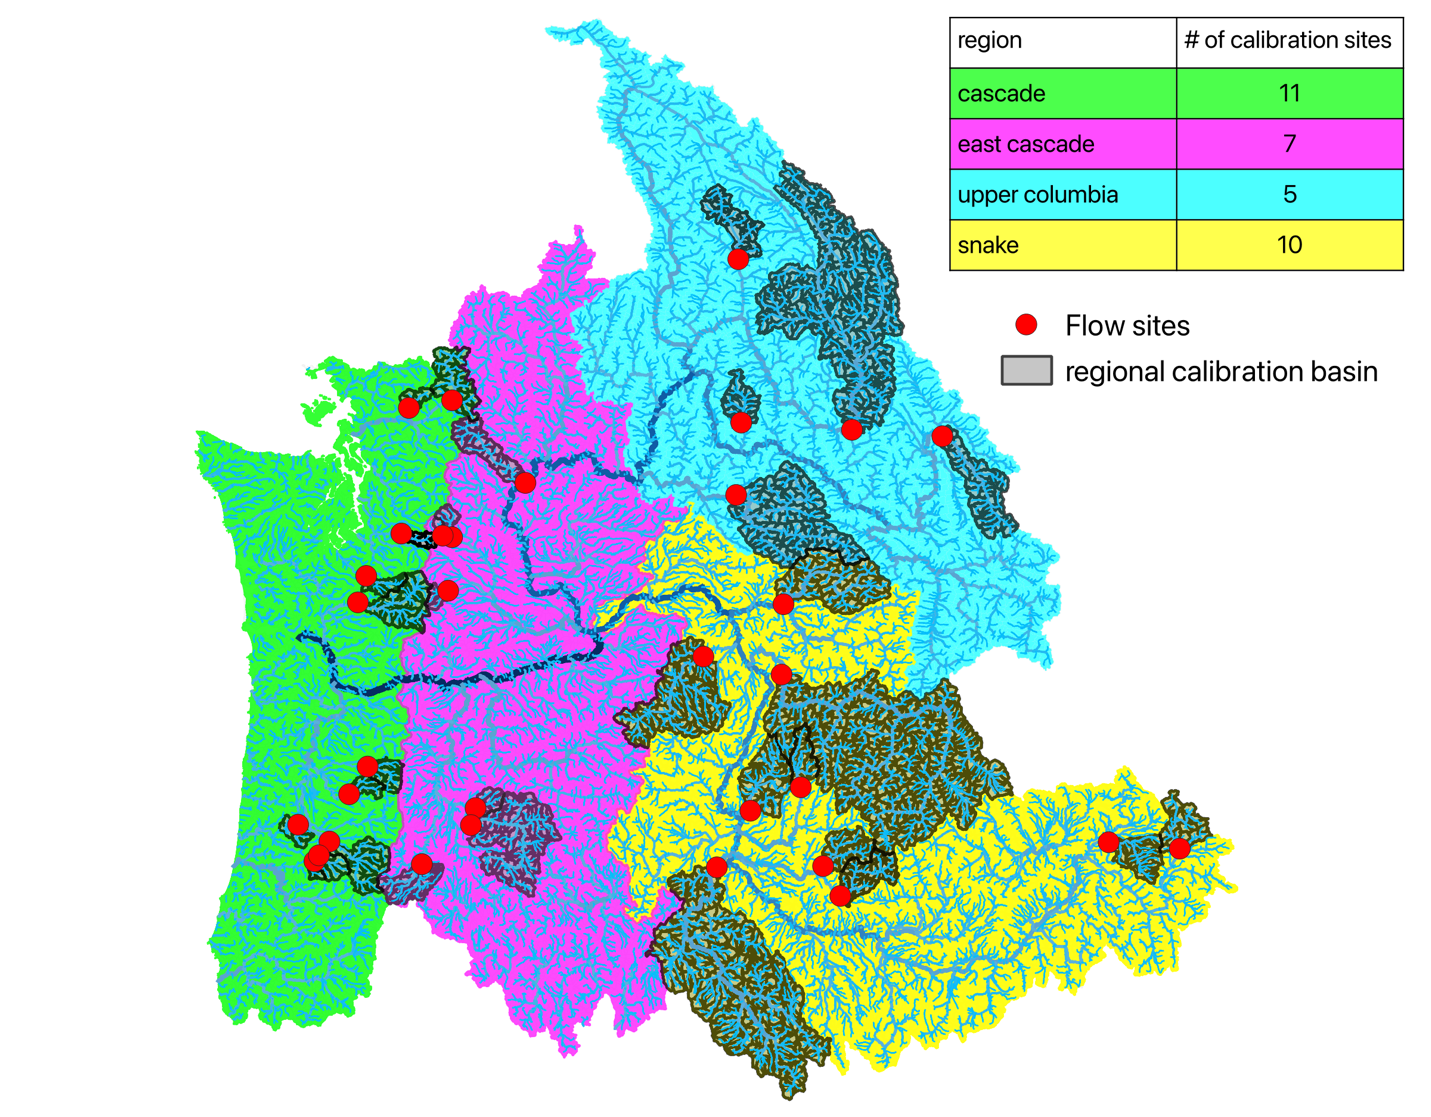 region # of calibration sites
cascade 11
east cascade 7
upper columbia 5
snake 10
Flow sites
regional calibration basin